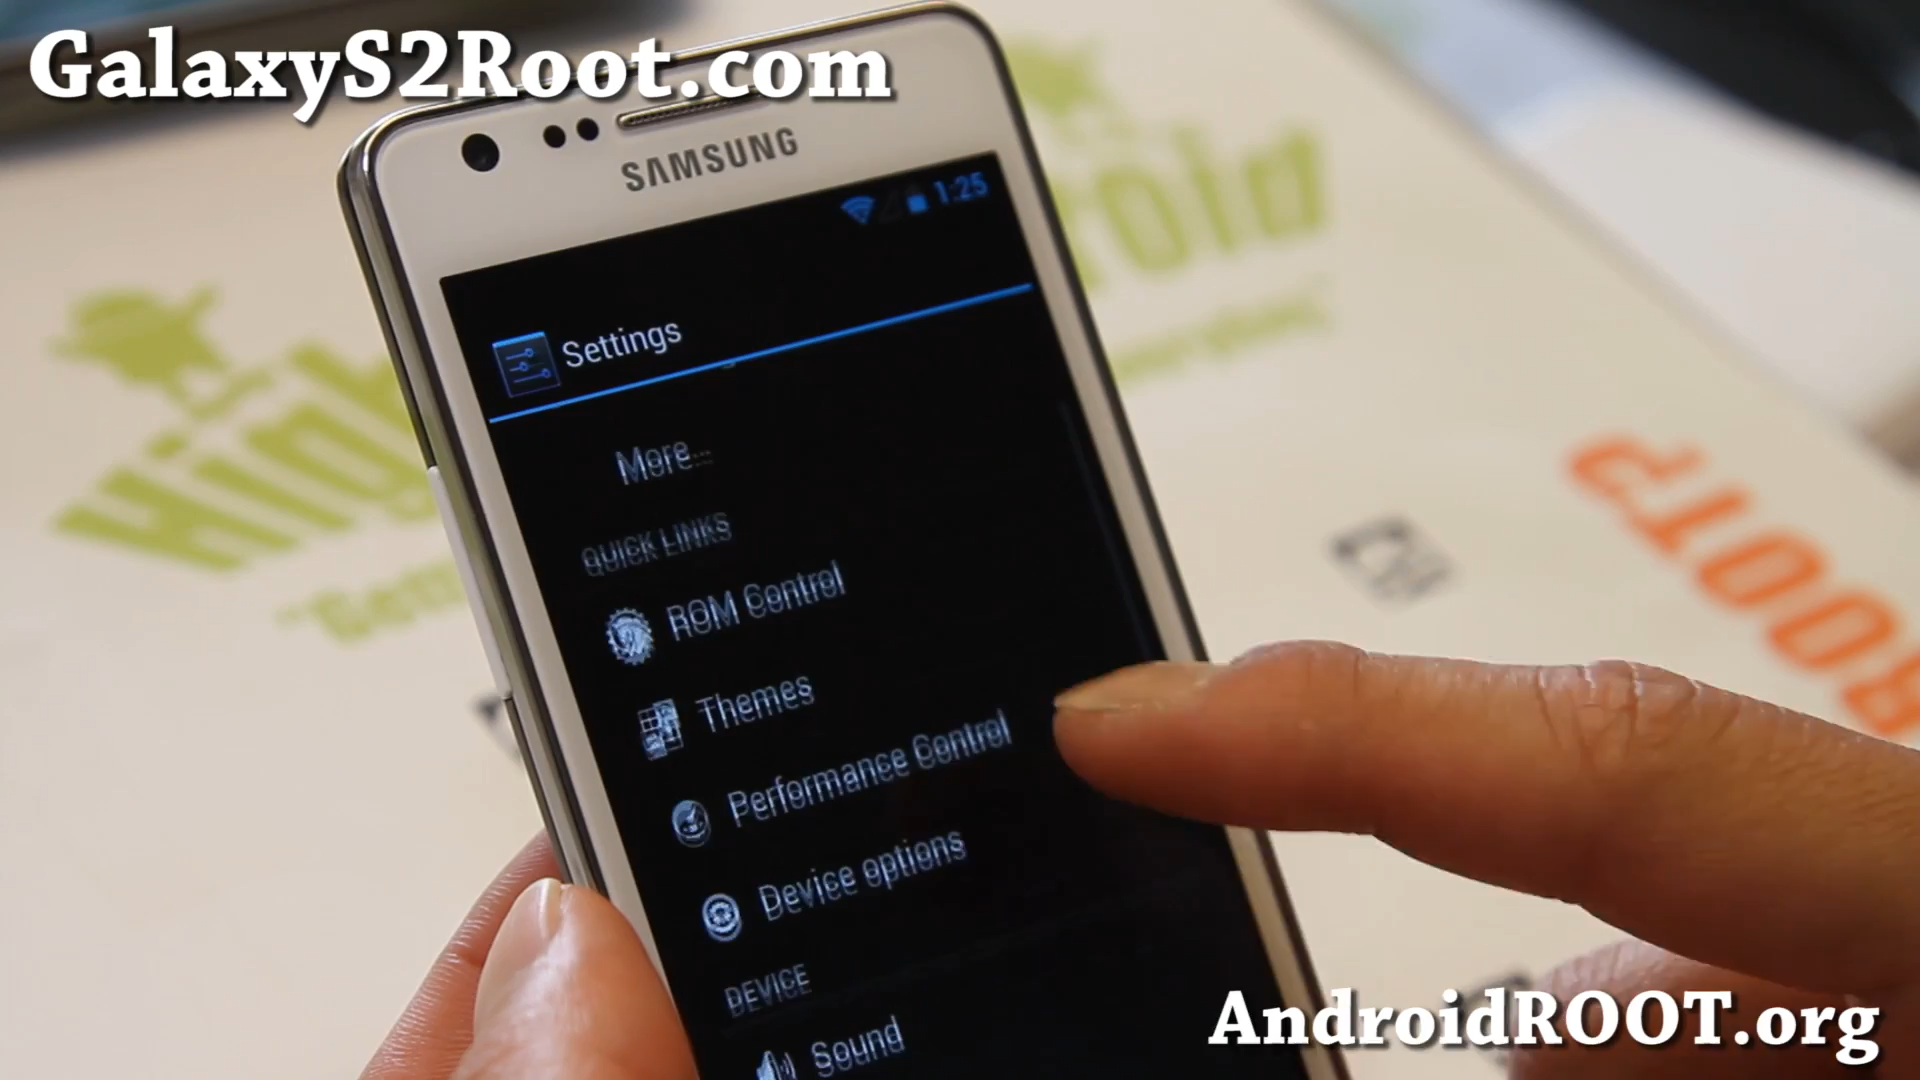 GalaxyS2Root.com
SAMSUNG
1:25
Settings
More...
QUICK LINKS
ROM Control
Themes
Performance Control
Device options
DEVICE
Sound
ROOT?
AndroidROOT.org